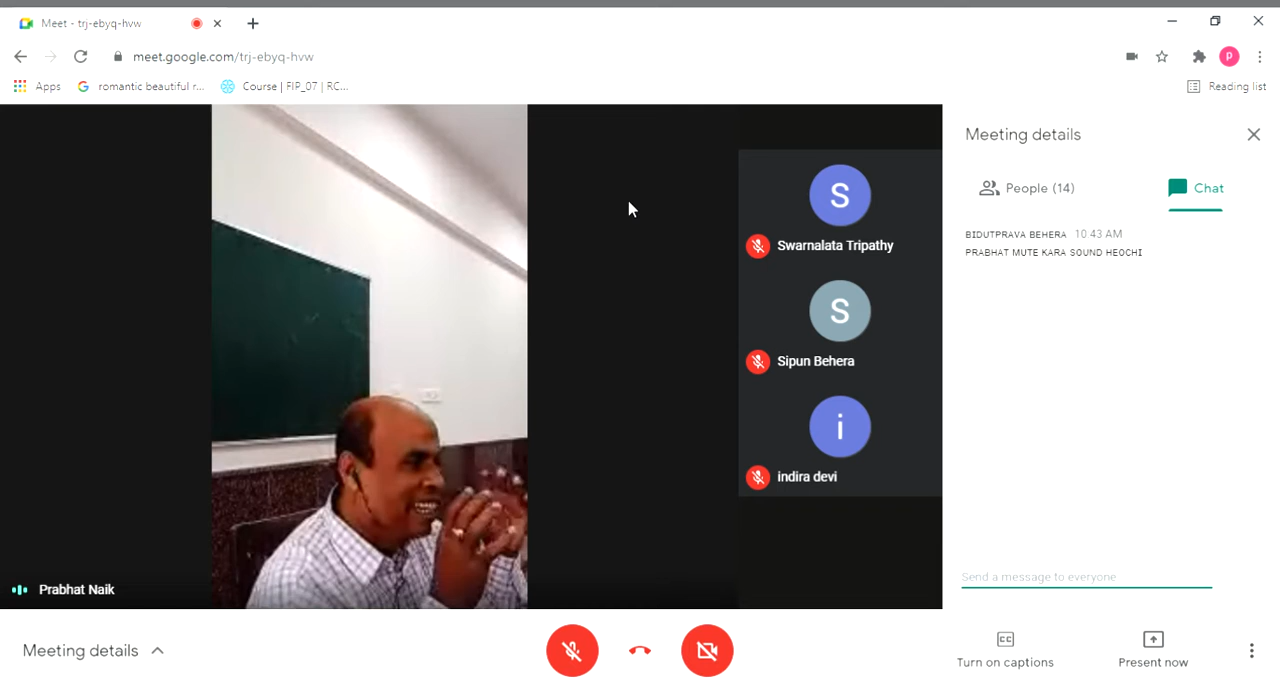 Meet - trj-ebyq-hvw
meet.google.com/trj-ebyq-hvw
P
Apps
romantic beautiful r...
Course | FIP_07 | RC...
Reading list
Meeting details
People (14)
Chat
BIDUTPRAVA BEHERA 10:43 AM
PRABHAT MUTE KARA SOUND HEOCHI
S
Swarnalata Tripathy
S
Sipun Behera
i
indira devi
Prabhat Naik
Send a message to everyone
Meeting details
CC
Turn on captions
Present now